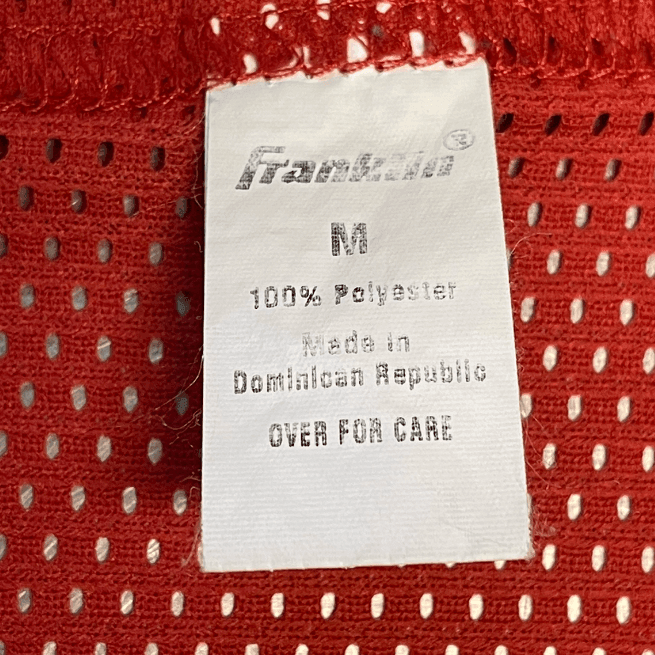 Franklin®
M
100% Polyester
Made in
Dominican Republic
OVER FOR CARE